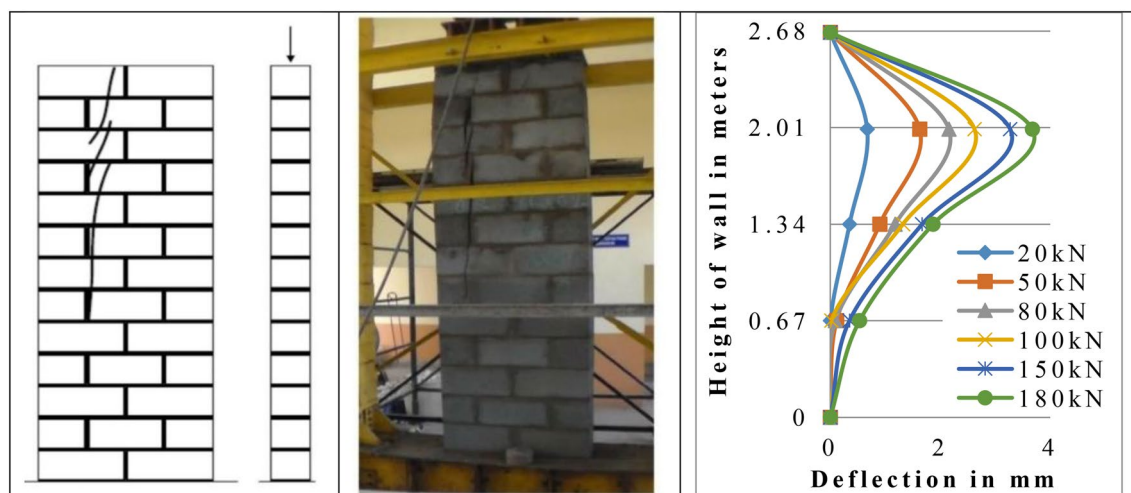 2.68
2.01
1.34
0.67
0
Height of wall in meters
20kN
50kN
80kN
100kN
150kN
180kN
0
2
4
Deflection in mm